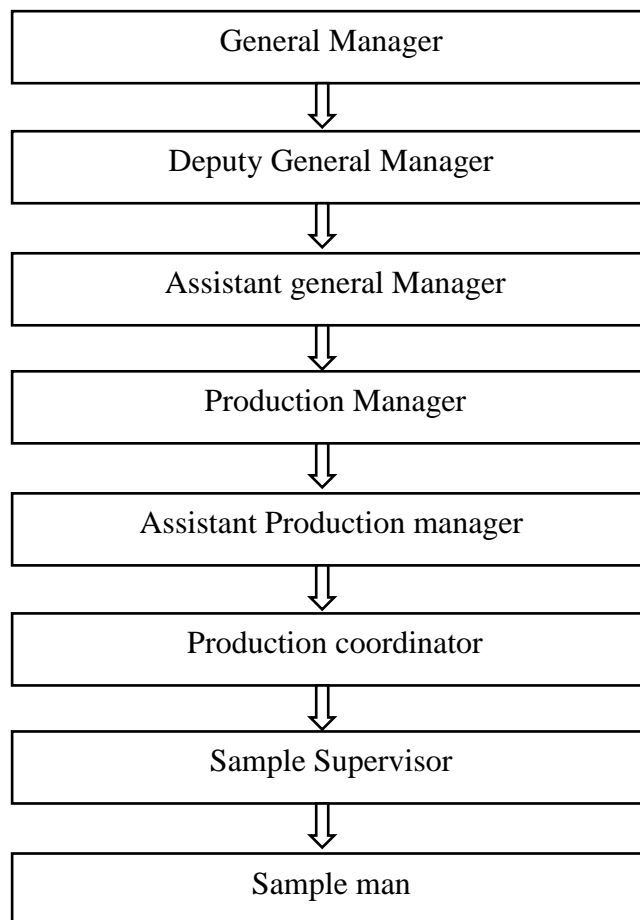 General Manager
Deputy General Manager
Assistant general Manager
Production Manager
Assistant Production manager
Production coordinator
Sample Supervisor
Sample man